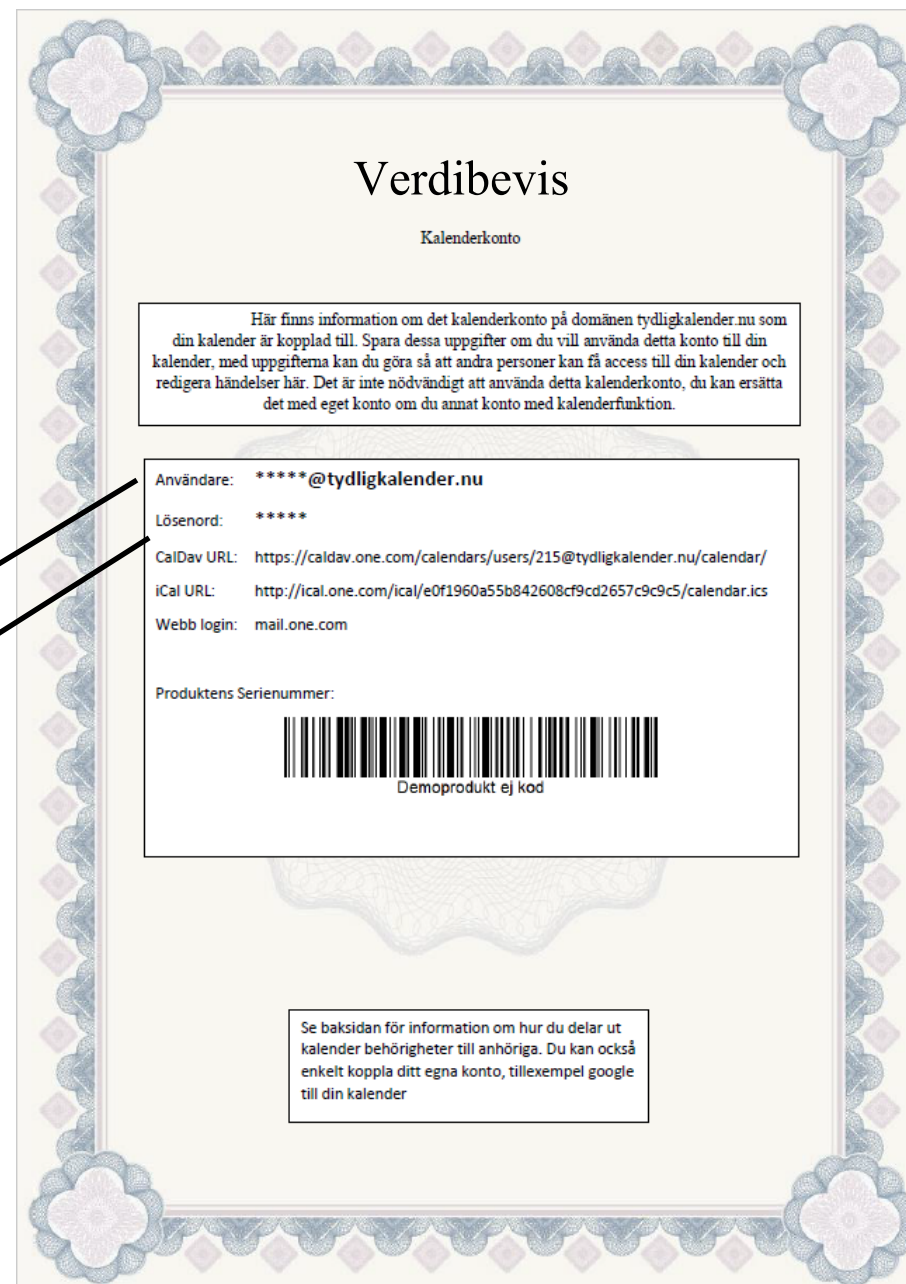 Verdibevis
Kalenderkonto
Här finns information om det kalenderkonto på domänen tydligkalender.nu som
din kalender är kopplad till. Spara dessa uppgifter om du vill använda detta konto till din
kalender, med uppgifterna kan du göra så att andra personer kan få access till din kalender och
redigera händelser här. Det är inte nödvändigt att använda detta kalenderkonto, du kan ersätta
det med eget konto om du annat konto med kalenderfunktion.
Användare: *****@tydligkalender.nu
Lösenord: *****
CalDav URL: https://caldav.one.com/calendars/users/215@tydligkalender.nu/calendar/
iCal URL: http://ical.one.com/ical/e0f1960a55b842608cf9cd2657c9c9c5/calendar.ics
Webb login: mail.one.com
Produktens Serienummer:
Demoprodukt ej kod
Se baksidan för information om hur du delar ut
kalender behörigheter till anhöriga. Du kan också
enkelt koppla ditt egna konto, tillexempel google
till din kalender